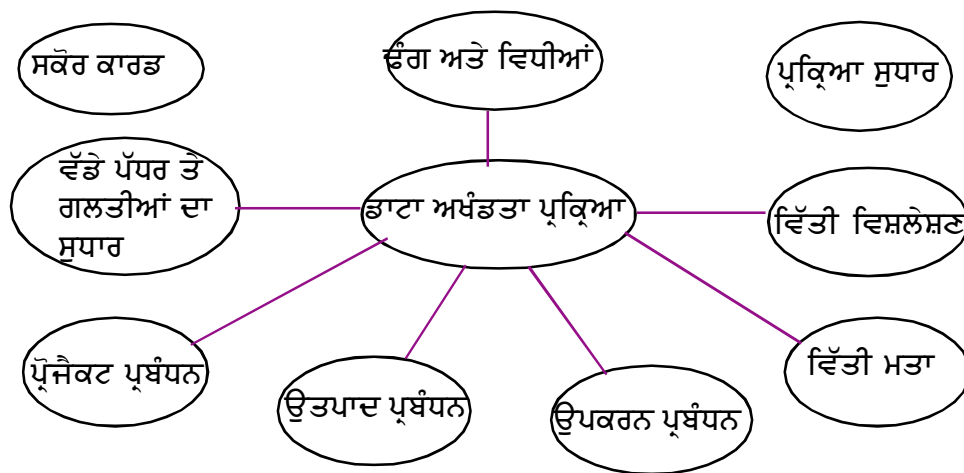 ਸਕੋਰ ਕਾਰਡ
ਢੰਗ ਅਤੇ ਵਿਧੀਆਂ
ਪ੍ਰਕ੍ਰਿਆ ਸੁਧਾਰ
ਵੱਡੇ ਪੱਧਰ ਤੇ
ਗਲਤੀਆਂ ਦਾ
ਸੁਧਾਰ
ਡਾਟਾ ਅਖੰਡਤਾ ਪ੍ਰਕ੍ਰਿਆ
ਵਿੱਤੀ ਵਿਸ਼ਲੇਸ਼ਣ
ਪ੍ਰੋਜੈਕਟ ਪ੍ਰਬੰਧਨ
ਉਤਪਾਦ ਪ੍ਰਬੰਧਨ
ਉਪਕਰਨ ਪ੍ਰਬੰਧਨ
ਵਿੱਤੀ ਮਤਾ